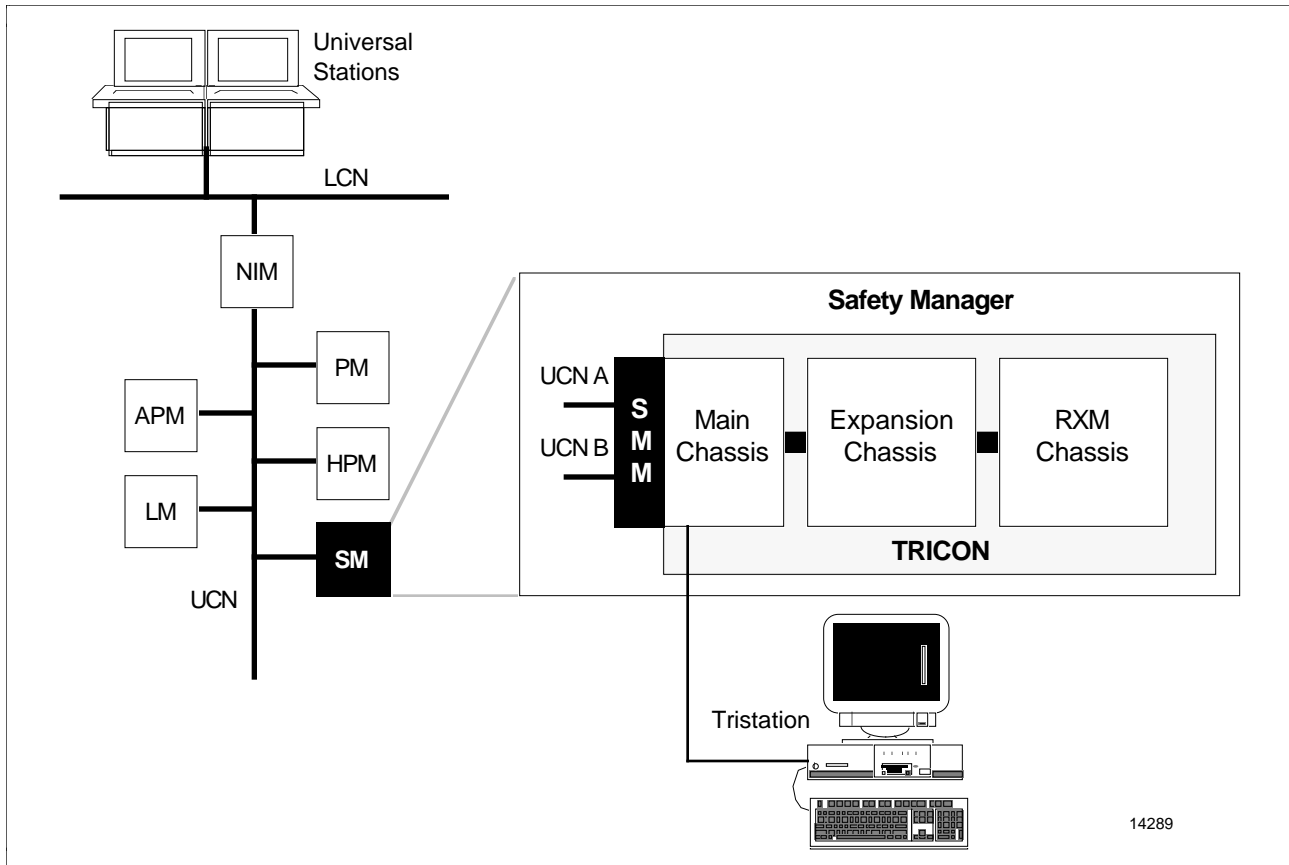 Universal
Stations
LCN
NIM
PM
APM
HPM
LM
SM
UCN
Safety Manager
UCN A
UCN B
S
M
M
Main
Chassis
Expansion
Chassis
RXM
Chassis
TRICON
Tristation
14289